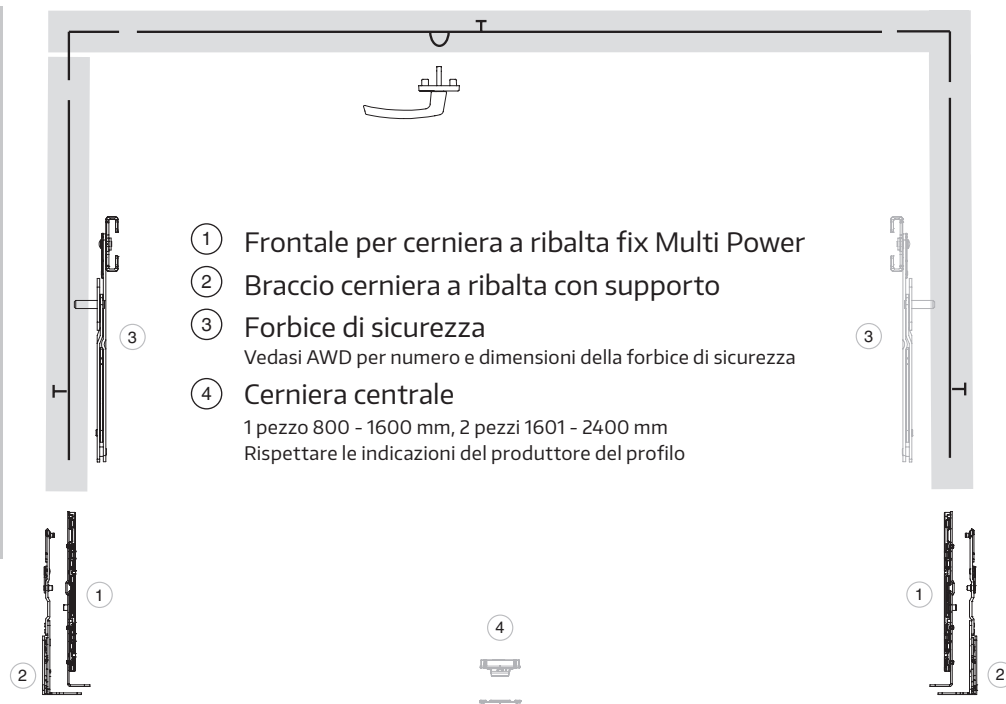 1 Frontale per cerniera a ribalta fix Multi Power
2 Braccio cerniera a ribalta con supporto
3 Forbice di sicurezza
Vedasi AWD per numero e dimensioni della forbice di sicurezza
4 Cerniera centrale
1 pezzo 800 - 1600 mm, 2 pezzi 1601 - 2400 mm
Rispettare le indicazioni del produttore del profilo
3
3
1
1
4
2
2